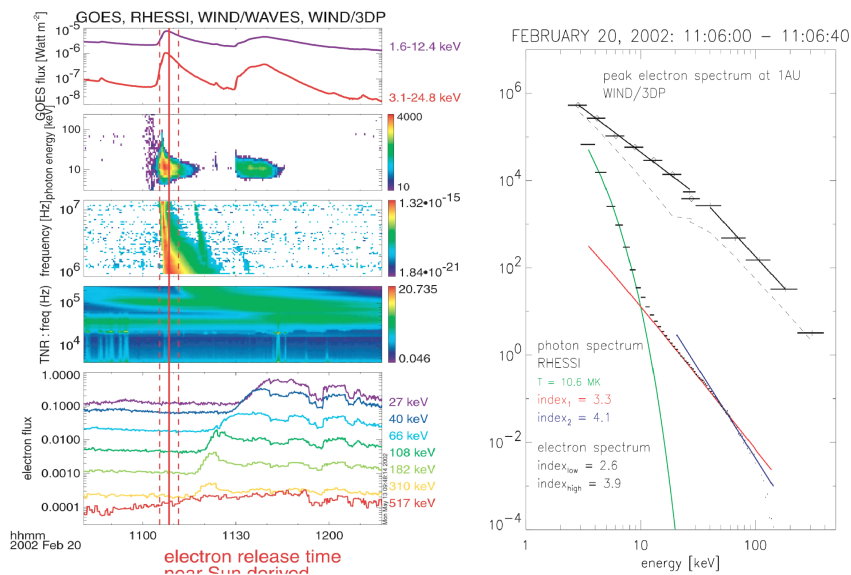 GOES, RHESSI, WIND/WAVES, WIND/3DP
GOES flux [Watt m⁻²]
10⁻⁵
10⁻⁶
10⁻⁷
10⁻⁸
1.6-12.4 keV
3.1-24.8 keV
photon energy [keV]
100
10
4000
10
frequency [Hz]
10⁷
10⁶
1.32•10⁻¹⁵
1.84•10⁻²¹
TNR : freq (Hz)
10⁵
10⁴
20.735
0.046
electron flux
1.0000
0.1000
0.0100
0.0010
0.0001
27 keV
40 keV
66 keV
108 keV
182 keV
310 keV
517 keV
hhmm
2002 Feb 20
1100
1130
1200
electron release time
near Sun derived
FEBRUARY 20, 2002: 11:06:00 – 11:06:40
peak electron spectrum at 1AU
WIND/3DP
10⁶
10⁴
10²
10⁰
10⁻²
10⁻⁴
photon spectrum
RHESSI
T = 10.6 MK
index₁ = 3.3
index₂ = 4.1
electron spectrum
index_low = 2.6
index_high = 3.9
1
10
100
energy [keV]